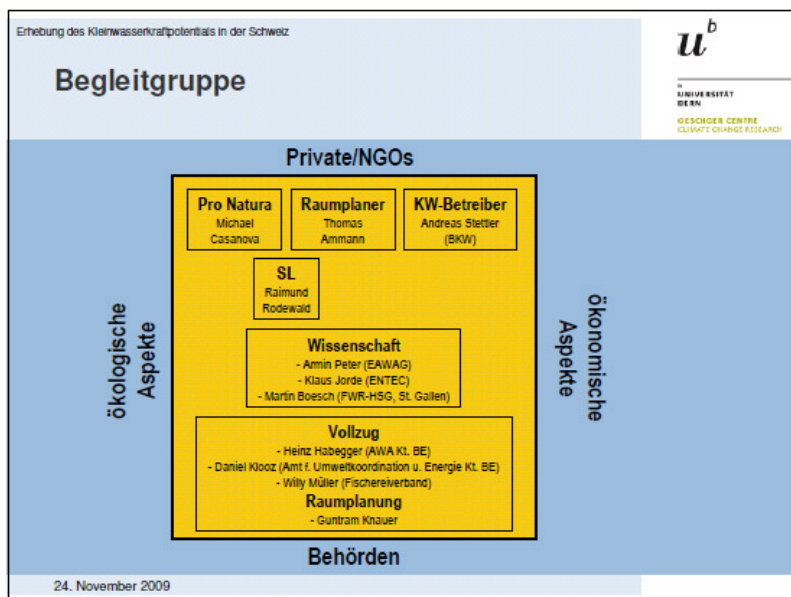 Erhebung des Kleinwasserkraftpotentials in der Schweiz
Begleitgruppe
u
b
b
UNIVERSITÄT
BERN
OESCHGER CENTRE
CLIMATE CHANGE RESEARCH
Private/NGOs
Pro Natura
Michael
Casanova
Raumplaner
Thomas
Ammann
KW-Betreiber
Andreas Stettler
(BKW)
SL
Raimund
Rodewald
ökologische
Aspekte
ökonomische
Aspekte
Wissenschaft
- Armin Peter (EAWAG)
- Klaus Jorde (ENTEC)
- Martin Boesch (FWR-HSG, St. Gallen)
Vollzug
- Heinz Habegger (AWA Kt. BE)
- Daniel Klooz (Amt f. Umweltkoordination u. Energie Kt. BE)
- Willy Müller (Fischereiverband)
Raumplanung
- Guntram Knauer
Behörden
24. November 2009